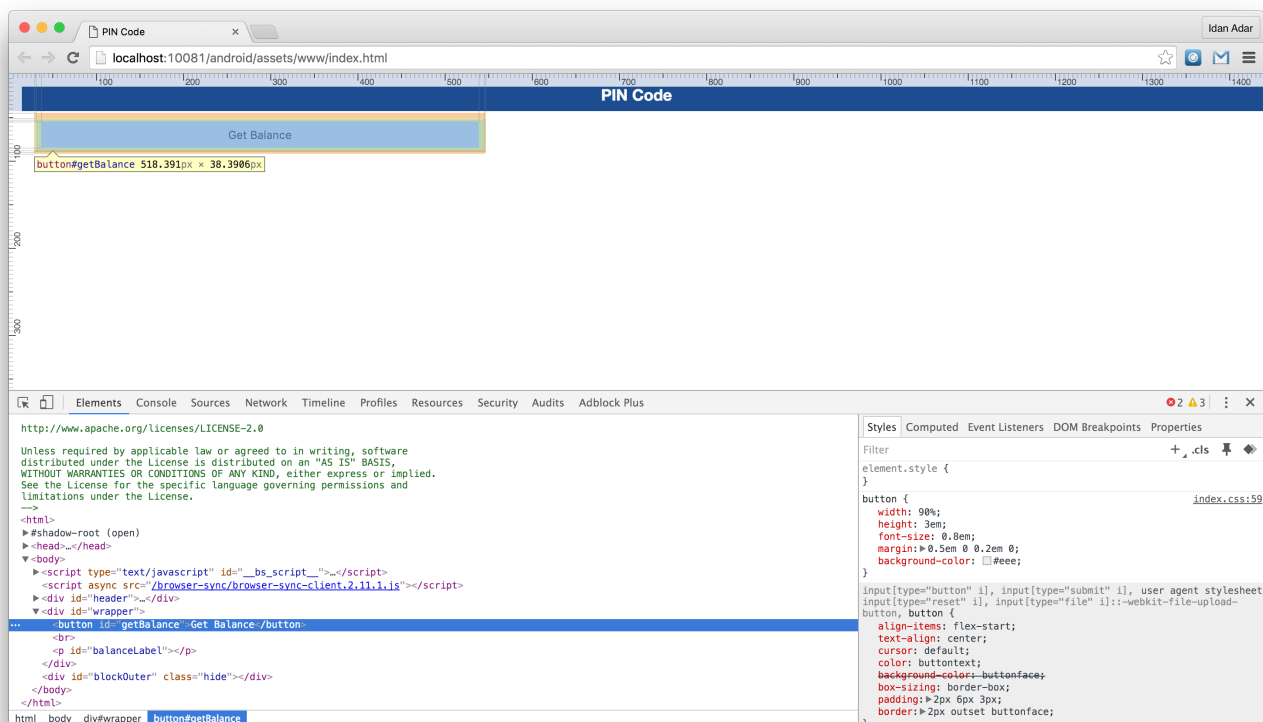 PIN Code
Idan Adar
localhost:10081/android/assets/www/index.html
100 200 300 400 500 600 700 800 900 1000 1100 1200 1300 1400
PIN Code
Get Balance
100
button#getBalance 518.391px × 38.3906px
200
300
Elements Console Sources Network Timeline Profiles Resources Security Audits Adblock Plus 2 3
http://www.apache.org/licenses/LICENSE-2.0
Unless required by applicable law or agreed to in writing, software
distributed under the License is distributed on an "AS IS" BASIS,
WITHOUT WARRANTIES OR CONDITIONS OF ANY KIND, either express or implied.
See the License for the specific language governing permissions and
limitations under the License.
-->
<html>
▶#shadow-root (open)
▶<head>…</head>
▼<body>
▶<script type="text/javascript" id="__bs_script__">…</script>
<script async src="/browser-sync/browser-sync-client.2.11.1.js"></script>
▶<div id="header">…</div>
▼<div id="wrapper">
<button id="getBalance">Get Balance</button>
<br>
<p id="balanceLabel"></p>
</div>
<div id="blockOuter" class="hide"></div>
</body>
</html>
html body div#wrapper button#getBalance
Styles Computed Event Listeners DOM Breakpoints Properties
Filter + .cls
element.style {
}
button { index.css:59
width: 90%;
height: 3em;
font-size: 0.8em;
margin:▶0.5em 0 0.2em 0;
background-color: #eee;
}
input[type="button" i], input[type="submit" i], user agent stylesheet
input[type="reset" i], input[type="file" i]::-webkit-file-upload-
button, button {
align-items: flex-start;
text-align: center;
cursor: default;
color: buttontext;
background-color: buttonface;
box-sizing: border-box;
padding:▶2px 6px 3px;
border:▶2px outset buttonface;
}